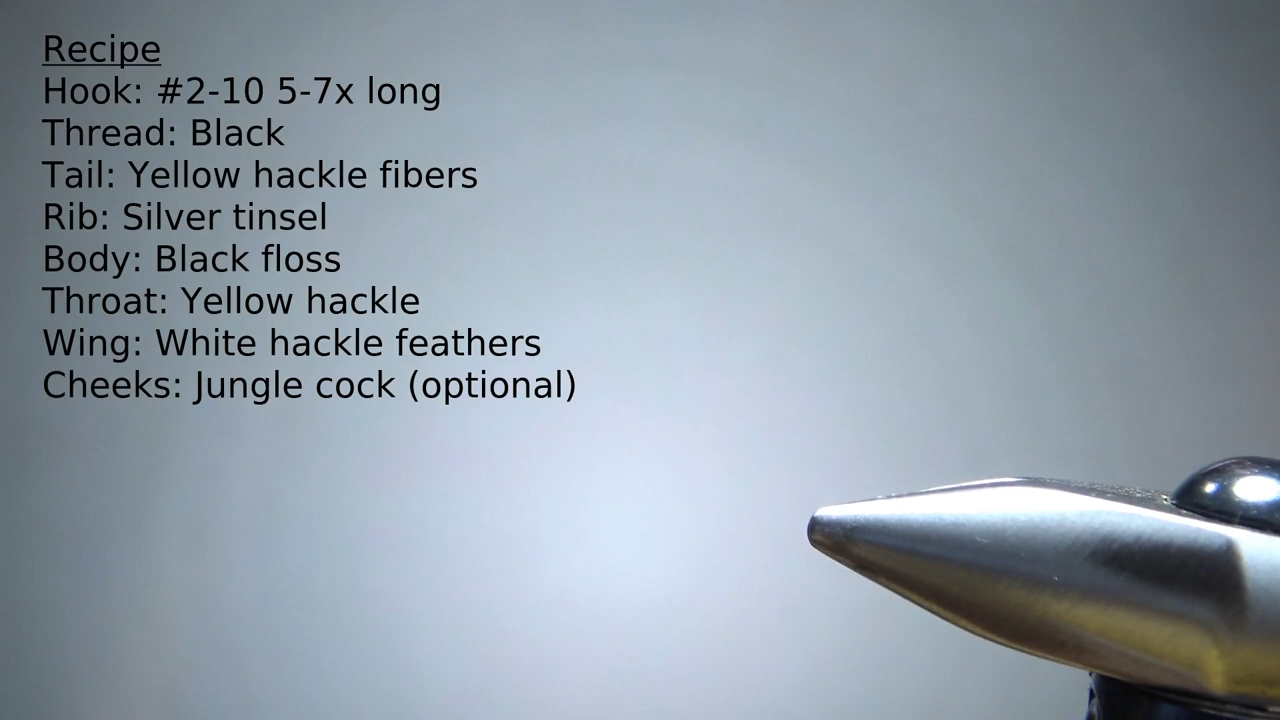 Recipe
Hook: #2-10 5-7x long
Thread: Black
Tail: Yellow hackle fibers
Rib: Silver tinsel
Body: Black floss
Throat: Yellow hackle
Wing: White hackle feathers
Cheeks: Jungle cock (optional)